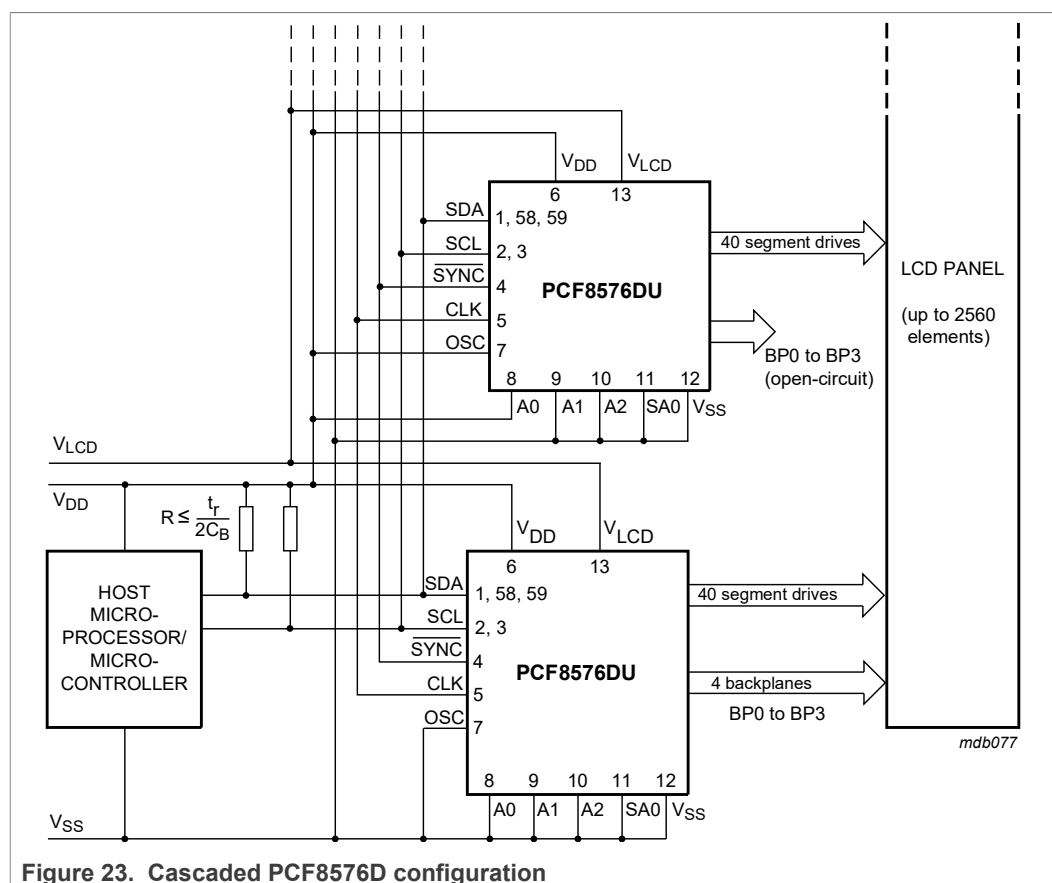 VDD
VLCD
6
13
SDA
1, 58, 59
SCL
2, 3
SYNC
4
CLK
5
OSC
7
PCF8576DU
8
9
10
11
12
A0
A1
A2
SA0
VSS
40 segment drives
BP0 to BP3
(open-circuit)
LCD PANEL
(up to 2560
elements)
VLCD
VDD
R ≤ tr
2CB
HOST
MICRO-
PROCESSOR/
MICRO-
CONTROLLER
VSS
VDD
VLCD
6
13
SDA
1, 58, 59
SCL
2, 3
SYNC
4
CLK
5
OSC
7
PCF8576DU
8
9
10
11
12
A0
A1
A2
SA0
VSS
40 segment drives
4 backplanes
BP0 to BP3
mdb077
Figure 23. Cascaded PCF8576D configuration